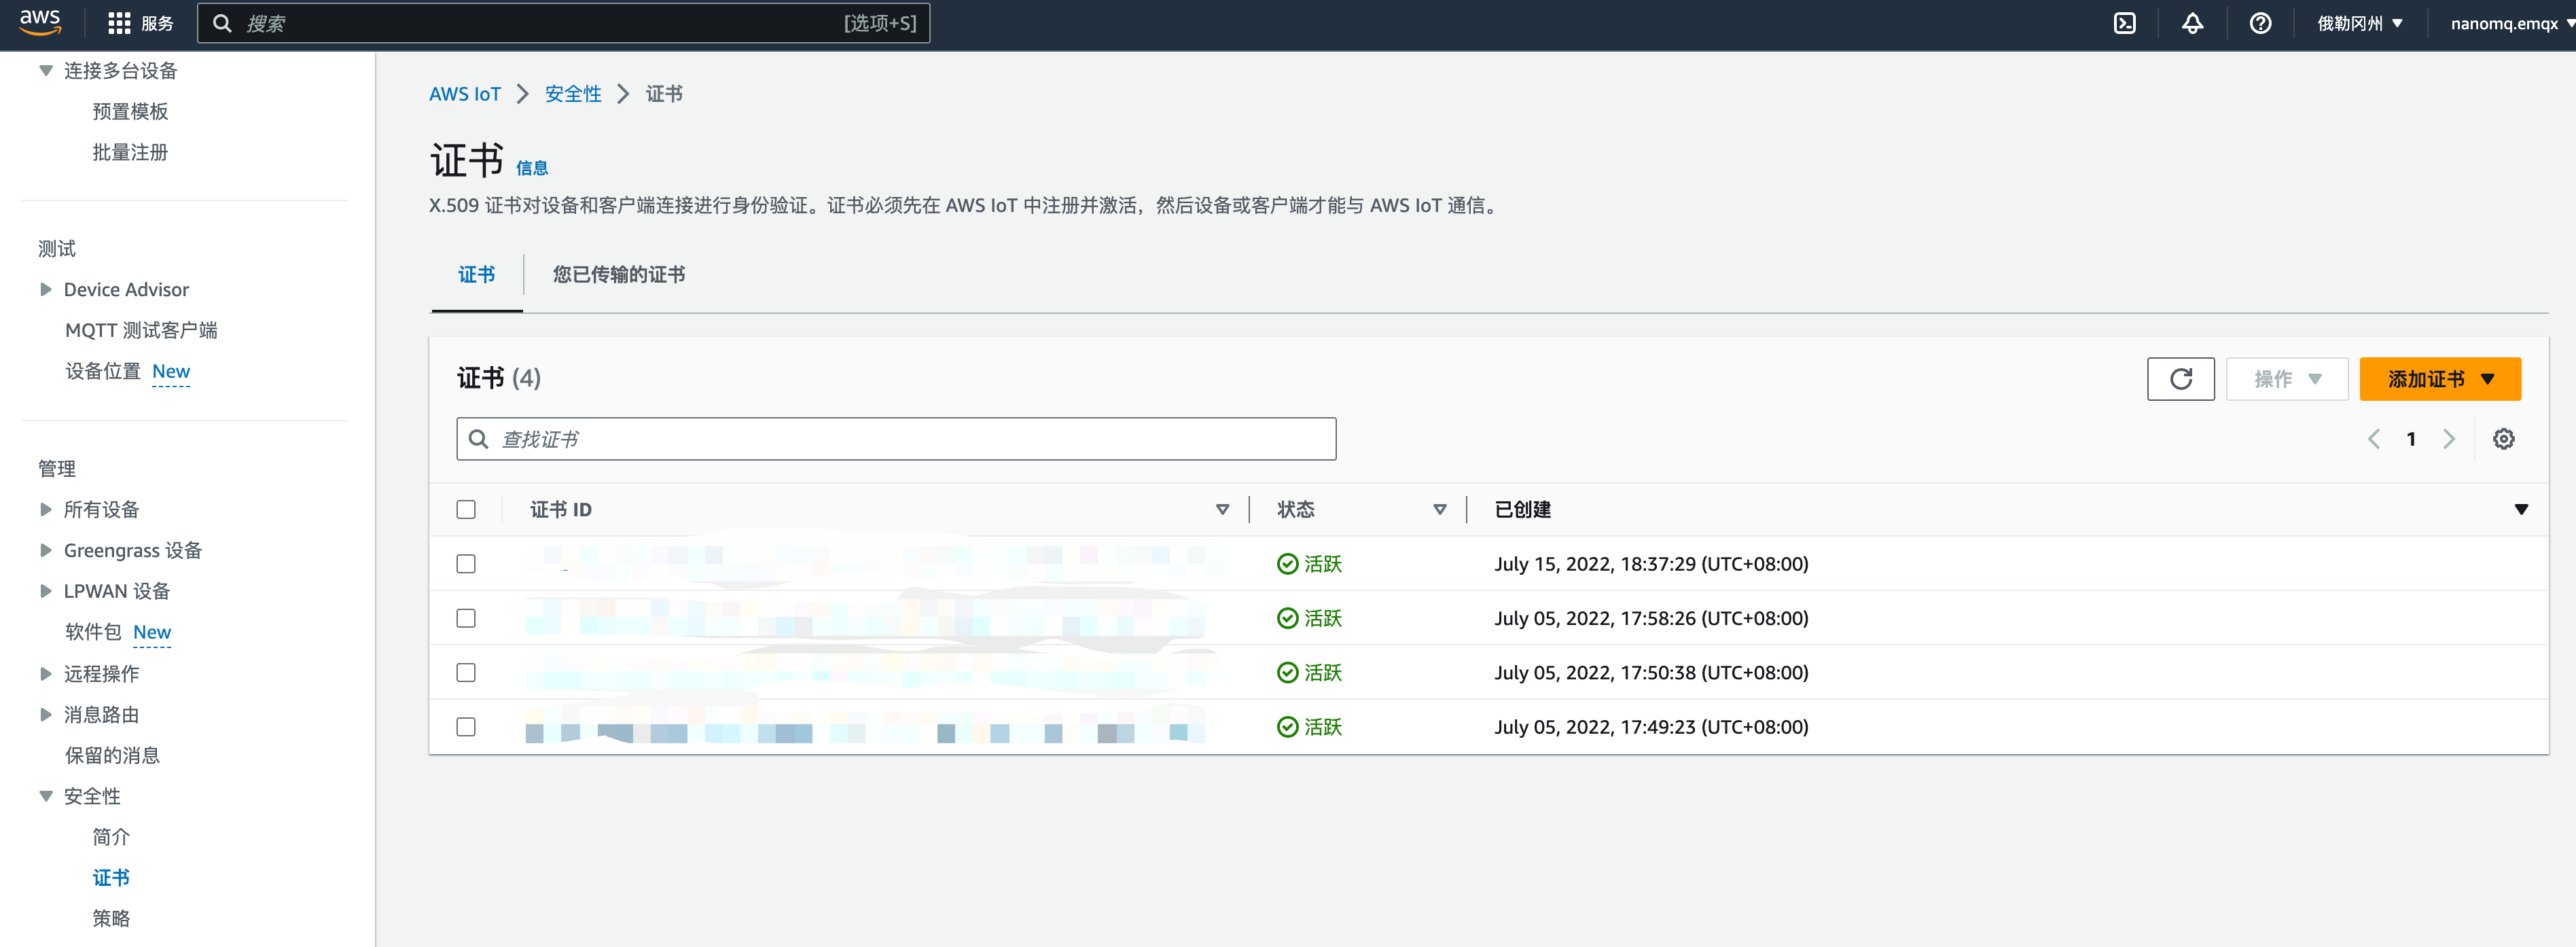 aws 服务 搜索 [选项+S] 俄勒冈州 nanomq.emqx
连接多台设备
预置模板
批量注册
测试
Device Advisor
MQTT 测试客户端
设备位置 New
管理
所有设备
Greengrass 设备
LPWAN 设备
软件包 New
远程操作
消息路由
保留的消息
安全性
简介
证书
策略
AWS IoT 安全性 证书
证书 信息
X.509 证书对设备和客户端连接进行身份验证。证书必须先在 AWS IoT 中注册并激活，然后设备或客户端才能与 AWS IoT 通信。
证书 您已传输的证书
证书 (4) 操作 添加证书
查找证书 1
证书 ID 状态 已创建
活跃 July 15, 2022, 18:37:29 (UTC+08:00)
活跃 July 05, 2022, 17:58:26 (UTC+08:00)
活跃 July 05, 2022, 17:50:38 (UTC+08:00)
活跃 July 05, 2022, 17:49:23 (UTC+08:00)